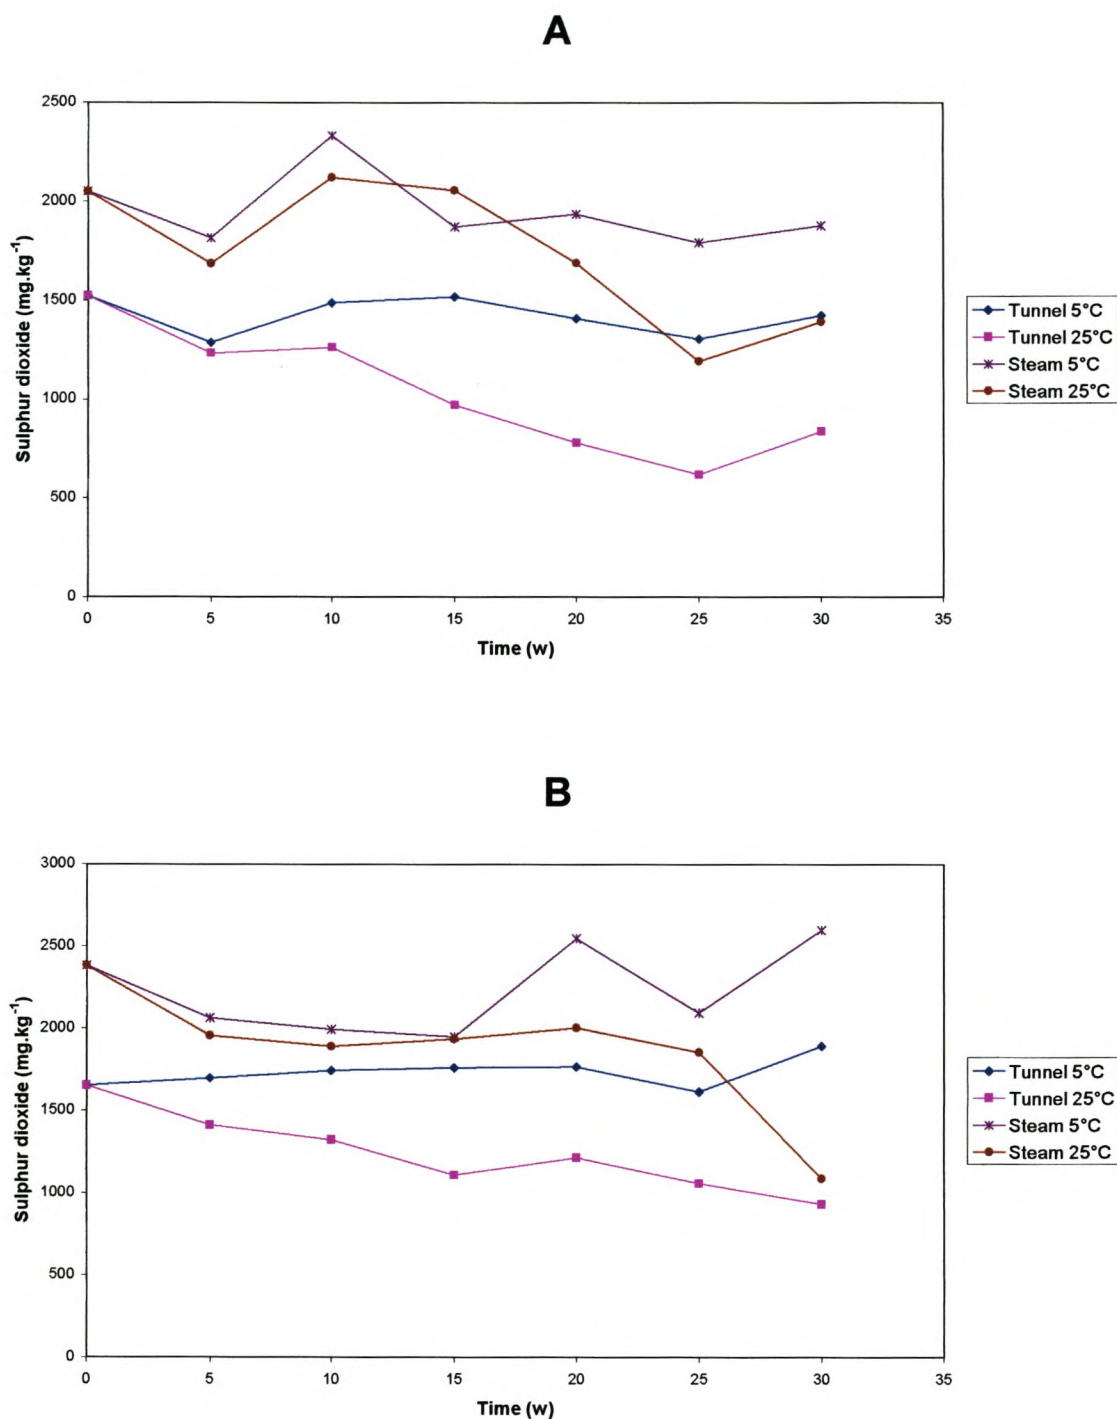 A
2500
2000
1500
1000
500
0
Sulphur dioxide (mg.kg⁻¹)
0 5 10 15 20 25 30 35
Time (w)
Tunnel 5°C
Tunnel 25°C
Steam 5°C
Steam 25°C
B
3000
2500
2000
1500
1000
500
0
Sulphur dioxide (mg.kg⁻¹)
0 5 10 15 20 25 30 35
Time (w)
Tunnel 5°C
Tunnel 25°C
Steam 5°C
Steam 25°C